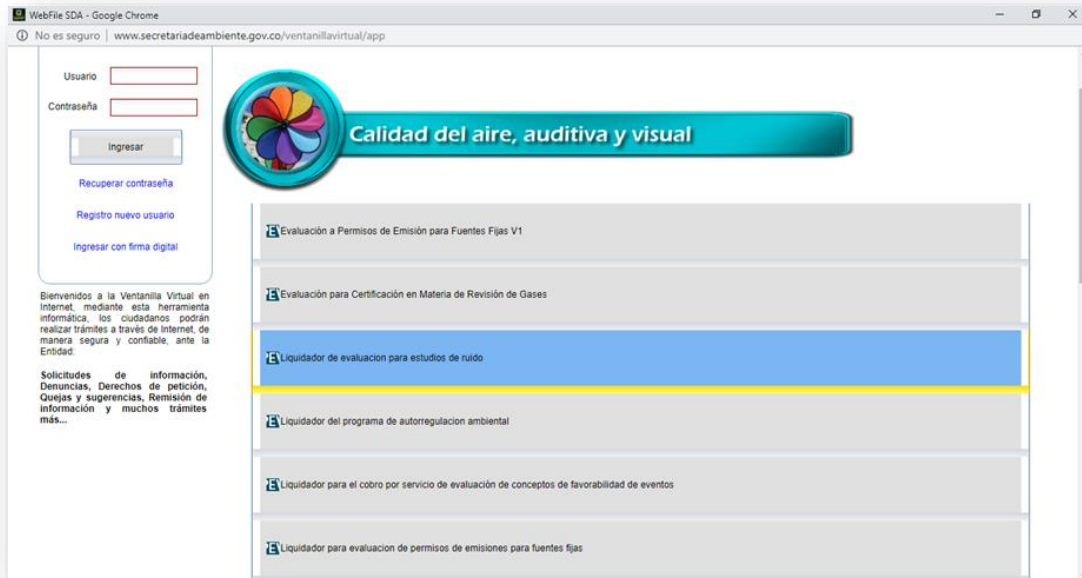 WebFile SDA - Google Chrome
No es seguro | www.secretariadeambiente.gov.co/ventanillavirtual/app
Usuario
Contraseña
Ingresar
Recuperar contraseña
Registro nuevo usuario
Ingresar con firma digital
Bienvenidos a la Ventanilla Virtual en
Internet, mediante esta herramienta
informática, los ciudadanos podrán
realizar trámites a través de Internet, de
manera segura y confiable, ante la
Entidad:
Solicitudes de información,
Denuncias, Derechos de petición,
Quejas y sugerencias, Remisión de
información y muchos trámites
más...
Calidad del aire, auditiva y visual
Evaluación a Permisos de Emisión para Fuentes Fijas V1
Evaluación para Certificación en Materia de Revisión de Gases
Liquidador de evaluacion para estudios de ruido
Liquidador del programa de autorregulacion ambiental
Liquidador para el cobro por servicio de evaluación de conceptos de favorabilidad de eventos
Liquidador para evaluacion de permisos de emisiones para fuentes fijas